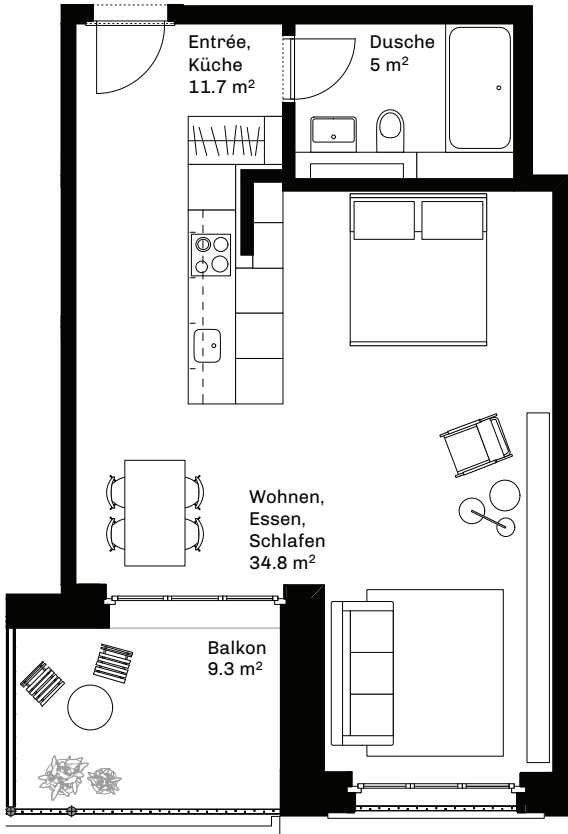 Entrée,
Küche
11.7 m²
Dusche
5 m²
Wohnen,
Essen,
Schlafen
34.8 m²
Balkon
9.3 m²